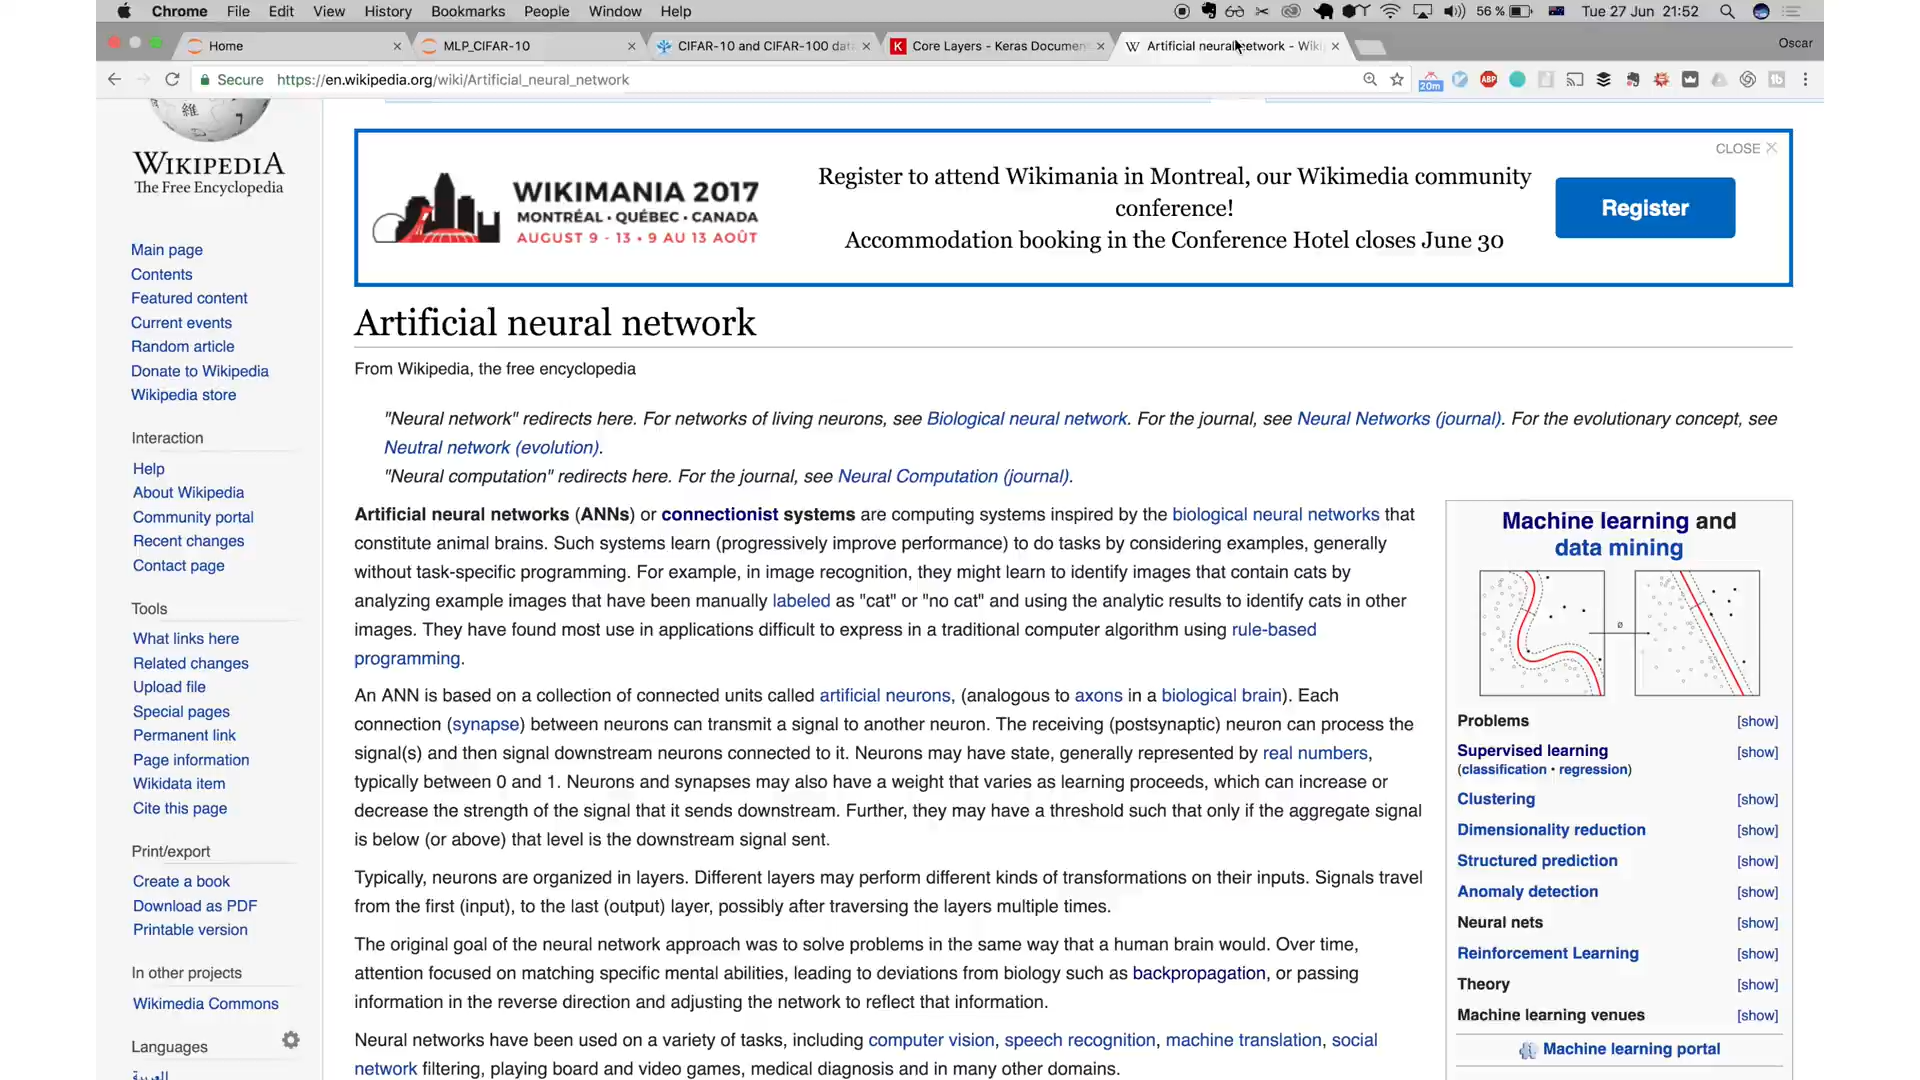 Chrome File Edit View History Bookmarks People Window Help 56 % Tue 27 Jun 21:52
Home MLP_CIFAR-10 CIFAR-10 and CIFAR-100 dat Core Layers - Keras Documen Artificial neural network - Wiki Oscar
Secure https://en.wikipedia.org/wiki/Artificial_neural_network 20m ABP
WIKIPEDIA
The Free Encyclopedia
Main page
Contents
Featured content
Current events
Random article
Donate to Wikipedia
Wikipedia store
Interaction
Help
About Wikipedia
Community portal
Recent changes
Contact page
Tools
What links here
Related changes
Upload file
Special pages
Permanent link
Page information
Wikidata item
Cite this page
Print/export
Create a book
Download as PDF
Printable version
In other projects
Wikimedia Commons
Languages
العربية
CLOSE
WIKIMANIA 2017
MONTRÉAL • QUÉBEC • CANADA
AUGUST 9 - 13 • 9 AU 13 AOÛT
Register to attend Wikimania in Montreal, our Wikimedia community
conference!
Accommodation booking in the Conference Hotel closes June 30
Register
Artificial neural network
From Wikipedia, the free encyclopedia
"Neural network" redirects here. For networks of living neurons, see Biological neural network. For the journal, see Neural Networks (journal). For the evolutionary concept, see
Neutral network (evolution).
"Neural computation" redirects here. For the journal, see Neural Computation (journal).
Artificial neural networks (ANNs) or connectionist systems are computing systems inspired by the biological neural networks that
constitute animal brains. Such systems learn (progressively improve performance) to do tasks by considering examples, generally
without task-specific programming. For example, in image recognition, they might learn to identify images that contain cats by
analyzing example images that have been manually labeled as "cat" or "no cat" and using the analytic results to identify cats in other
images. They have found most use in applications difficult to express in a traditional computer algorithm using rule-based
programming.
An ANN is based on a collection of connected units called artificial neurons, (analogous to axons in a biological brain). Each
connection (synapse) between neurons can transmit a signal to another neuron. The receiving (postsynaptic) neuron can process the
signal(s) and then signal downstream neurons connected to it. Neurons may have state, generally represented by real numbers,
typically between 0 and 1. Neurons and synapses may also have a weight that varies as learning proceeds, which can increase or
decrease the strength of the signal that it sends downstream. Further, they may have a threshold such that only if the aggregate signal
is below (or above) that level is the downstream signal sent.
Typically, neurons are organized in layers. Different layers may perform different kinds of transformations on their inputs. Signals travel
from the first (input), to the last (output) layer, possibly after traversing the layers multiple times.
The original goal of the neural network approach was to solve problems in the same way that a human brain would. Over time,
attention focused on matching specific mental abilities, leading to deviations from biology such as backpropagation, or passing
information in the reverse direction and adjusting the network to reflect that information.
Neural networks have been used on a variety of tasks, including computer vision, speech recognition, machine translation, social
network filtering, playing board and video games, medical diagnosis and in many other domains.
Machine learning and
data mining
ø
Problems [show]
Supervised learning [show]
(classification • regression)
Clustering [show]
Dimensionality reduction [show]
Structured prediction [show]
Anomaly detection [show]
Neural nets [show]
Reinforcement Learning [show]
Theory [show]
Machine learning venues [show]
Machine learning portal